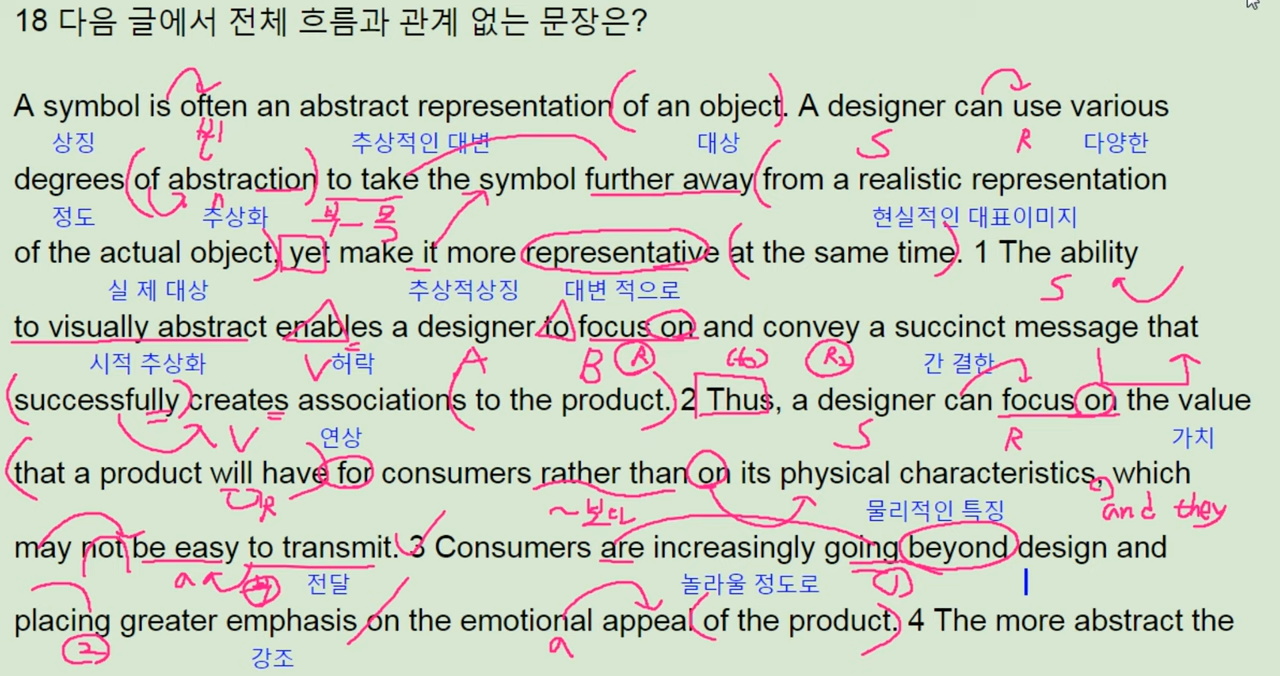 18 다음 글에서 전체 흐름과 관계 없는 문장은?
A symbol is often an abstract representation of an object. A designer can use various
상징 빈 추상적인 대변 대상 S R 다양한
degrees of abstraction to take the symbol further away from a realistic representation
정도 n 추상화 부 목 현실적인 대표이미지
of the actual object, yet make it more representative at the same time. 1 The ability
실 제 대상 추상적상징 대변 적으로 S
to visually abstract enables a designer to focus on and convey a succinct message that
시적 추상화 V 허락 A B R (to) R2 간 결한
successfully creates associations to the product. 2 Thus, a designer can focus on the value
V 연상 S R 가치
that a product will have for consumers rather than on its physical characteristics, which
R ~보다 물리적인 특징 and they
may not be easy to transmit. 3 Consumers are increasingly going beyond design and
a 부 전달 놀라울 정도로 1
placing greater emphasis on the emotional appeal of the product. 4 The more abstract the
2 강조 a